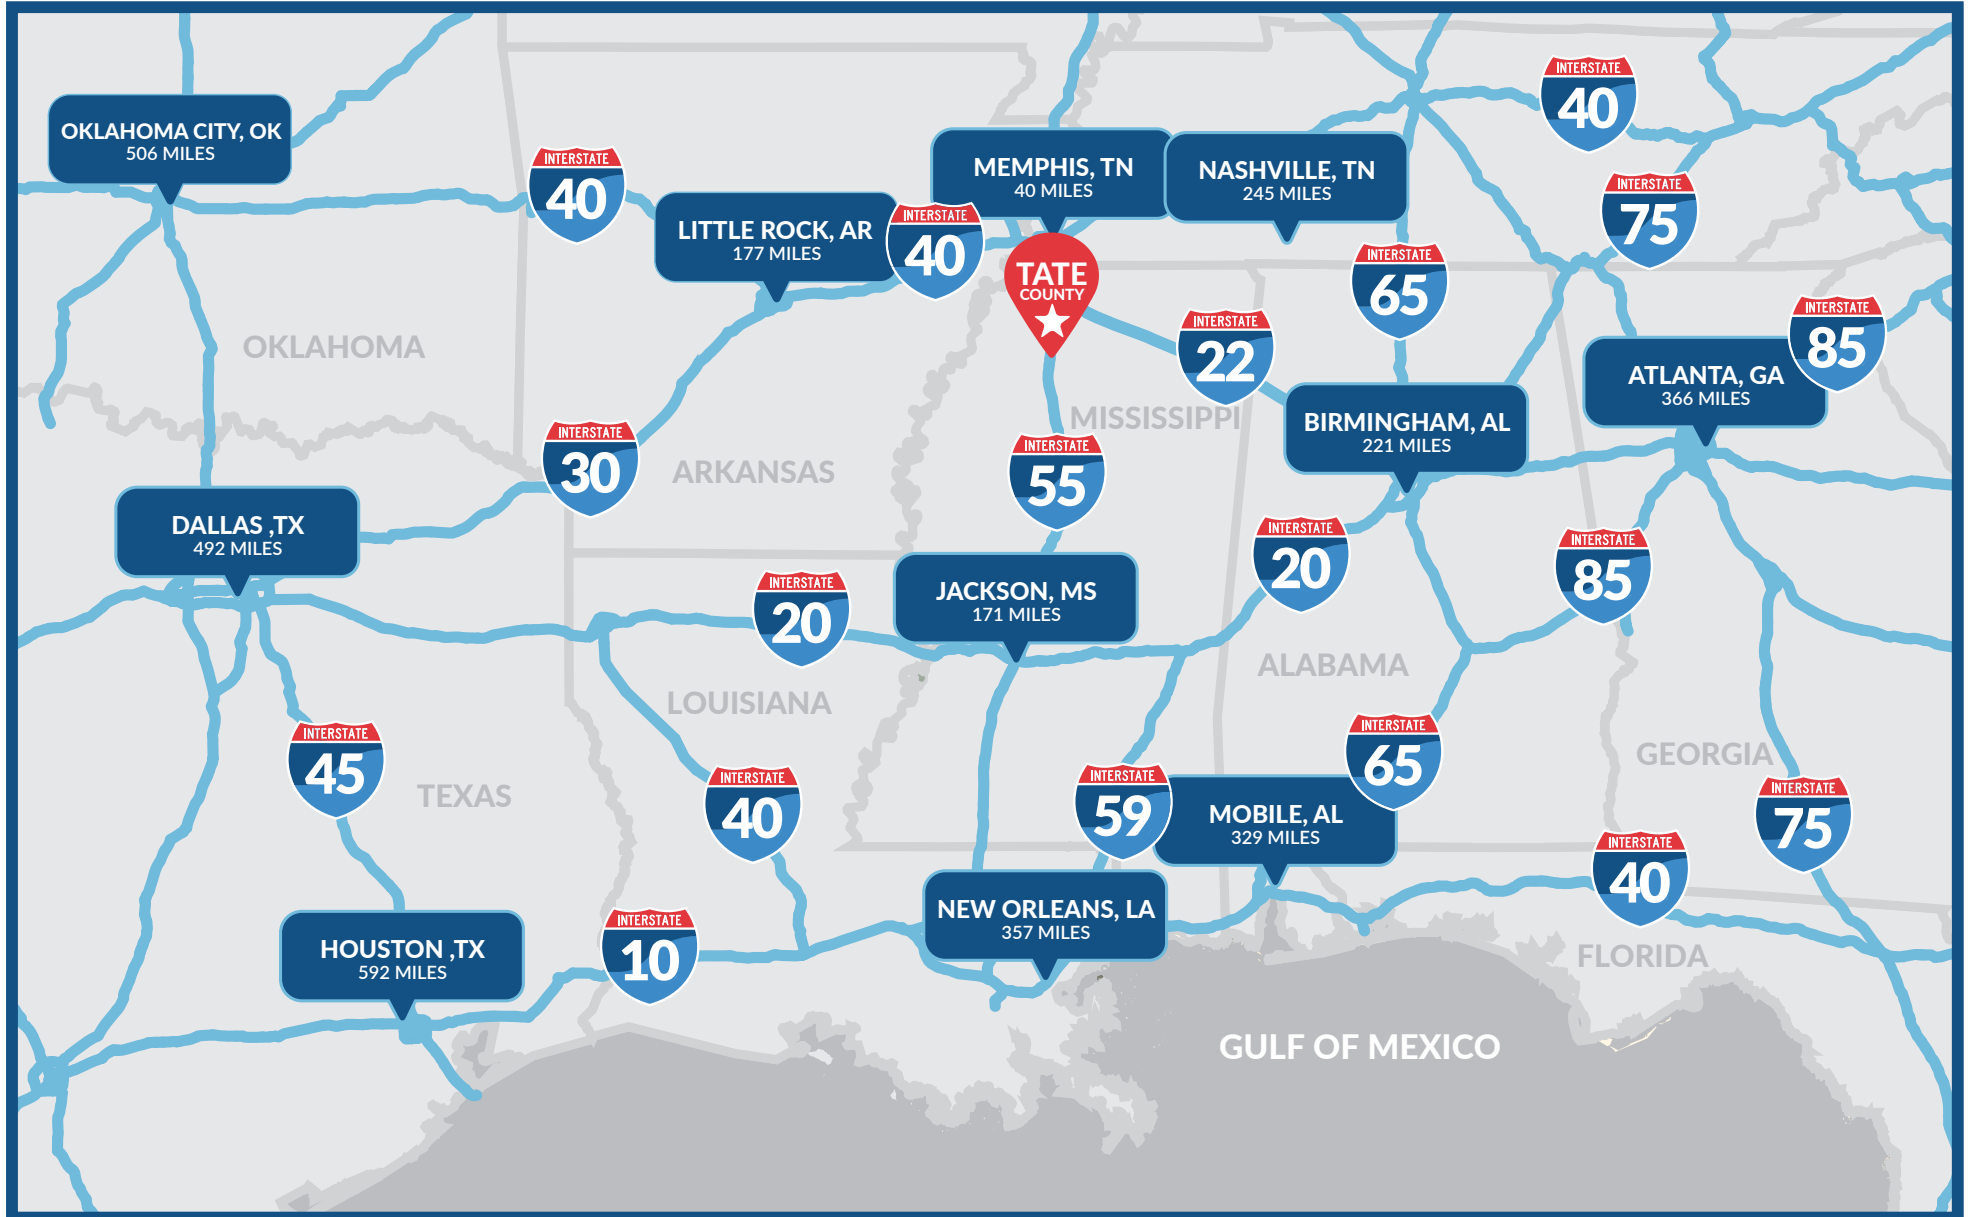 INTERSTATE
40
OKLAHOMA CITY, OK
506 MILES
INTERSTATE
40
MEMPHIS, TN
40 MILES
NASHVILLE, TN
245 MILES
INTERSTATE
75
LITTLE ROCK, AR
177 MILES
INTERSTATE
40
TATE
COUNTY
INTERSTATE
65
INTERSTATE
22
INTERSTATE
85
OKLAHOMA
ATLANTA, GA
366 MILES
MISSISSIPPI
BIRMINGHAM, AL
221 MILES
INTERSTATE
30
ARKANSAS
INTERSTATE
55
DALLAS ,TX
492 MILES
INTERSTATE
20
INTERSTATE
85
INTERSTATE
20
JACKSON, MS
171 MILES
ALABAMA
LOUISIANA
INTERSTATE
45
TEXAS
INTERSTATE
65
GEORGIA
INTERSTATE
40
INTERSTATE
59
MOBILE, AL
329 MILES
INTERSTATE
75
INTERSTATE
40
NEW ORLEANS, LA
357 MILES
HOUSTON ,TX
592 MILES
INTERSTATE
10
FLORIDA
GULF OF MEXICO